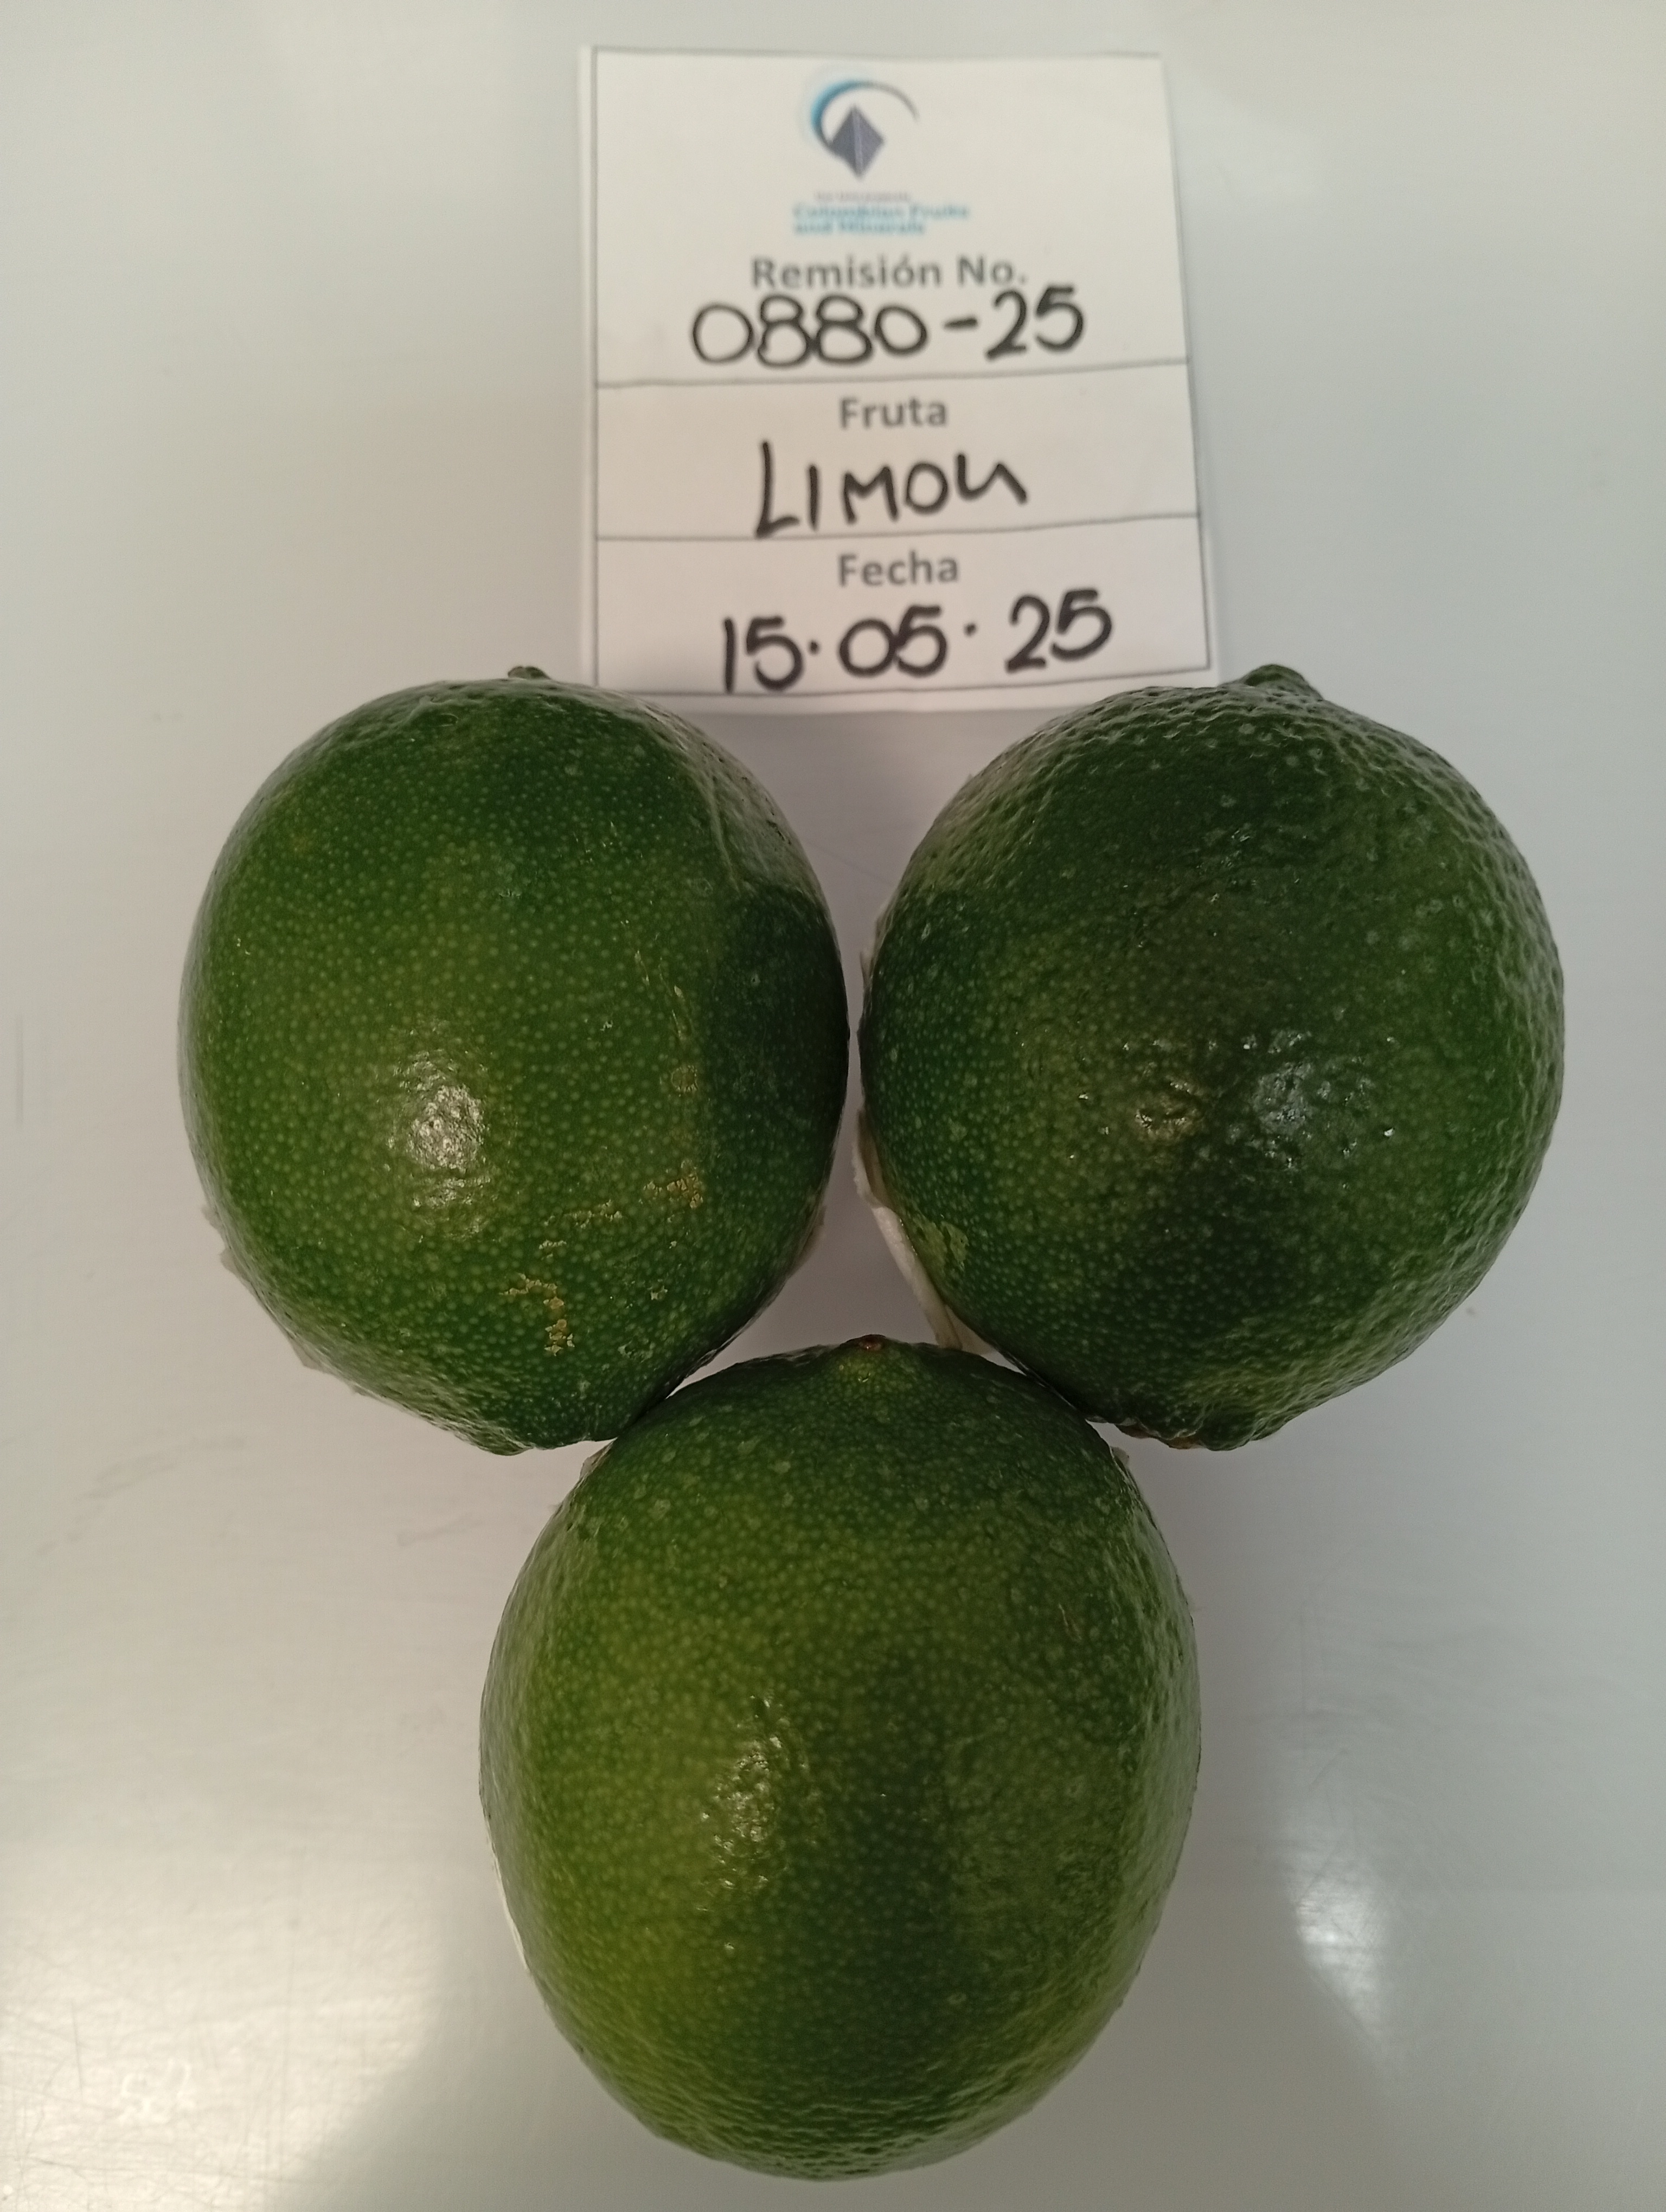 Colombian Fruits
and Minerals
Remisión No.
0880-25
Fruta
LIMON
Fecha
15.05.25